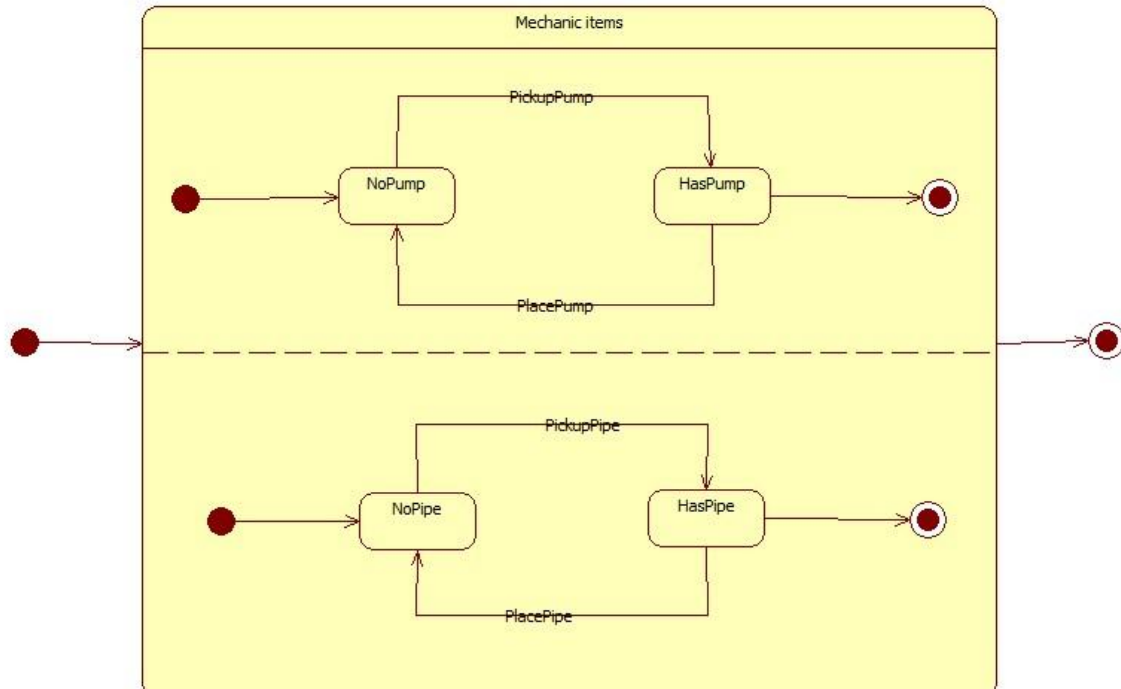 Mechanic items
PickupPump
NoPump
HasPump
PlacePump
PickupPipe
NoPipe
HasPipe
PlacePipe